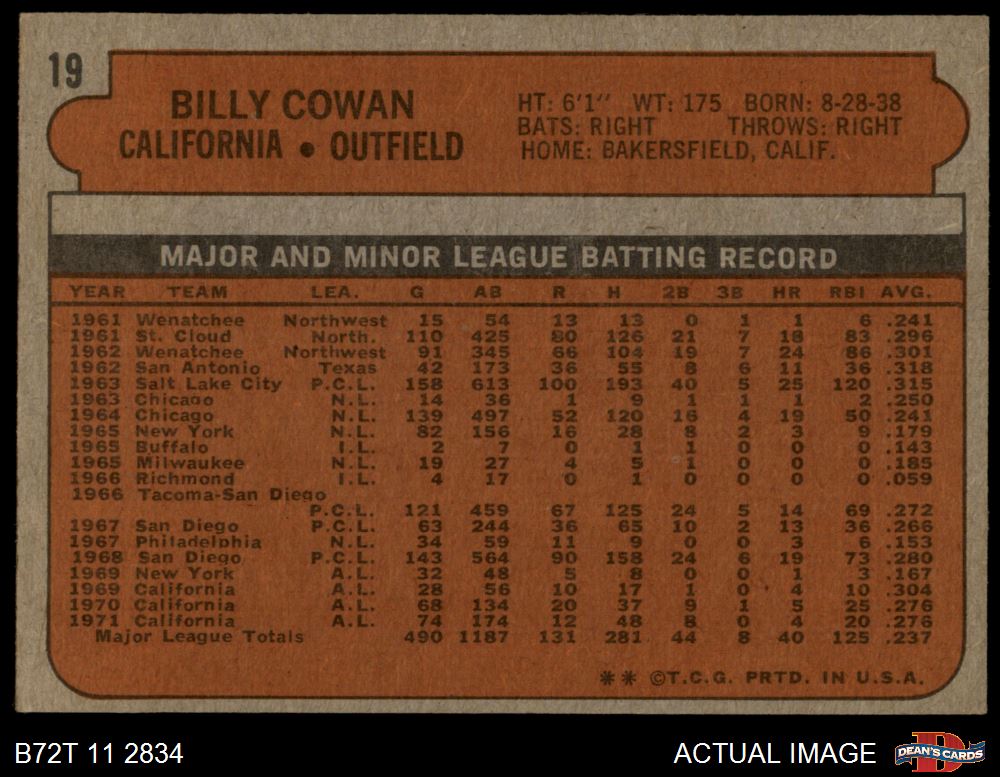 19
BILLY COWAN
CALIFORNIA • OUTFIELD
HT: 6'1" WT: 175 BORN: 8-28-38
BATS: RIGHT THROWS: RIGHT
HOME: BAKERSFIELD, CALIF.
MAJOR AND MINOR LEAGUE BATTING RECORD
YEAR TEAM LEA. G AB R H 2B 3B HR RBI AVG.
1961 Wenatchee Northwest 15 54 13 13 0 1 1 6 .241
1961 St. Cloud North. 110 425 80 126 21 7 18 83 .296
1962 Wenatchee Northwest 91 345 66 104 19 7 24 86 .301
1962 San Antonio Texas 42 173 36 55 8 6 11 36 .318
1963 Salt Lake City P.C.L. 158 613 100 193 40 5 25 120 .315
1963 Chicago N.L. 14 36 1 9 1 1 1 2 .250
1964 Chicago N.L. 139 497 52 120 16 4 19 50 .241
1965 New York N.L. 82 156 16 28 8 2 3 9 .179
1965 Buffalo I.L. 2 7 0 1 1 0 0 0 .143
1965 Milwaukee N.L. 19 27 4 5 1 0 0 0 .185
1966 Richmond I.L. 4 17 0 1 0 0 0 0 .059
1966 Tacoma-San Diego
P.C.L. 121 459 67 125 24 5 14 69 .272
1967 San Diego P.C.L. 63 244 36 65 10 2 13 36 .266
1967 Philadelphia N.L. 34 59 11 9 0 0 3 6 .153
1968 San Diego P.C.L. 143 564 90 158 24 6 19 73 .280
1969 New York A.L. 32 48 5 8 0 0 1 3 .167
1969 California A.L. 28 56 10 17 1 0 4 10 .304
1970 California A.L. 68 134 20 37 9 1 5 25 .276
1971 California A.L. 74 174 12 48 8 0 4 20 .276
Major League Totals 490 1187 131 281 44 8 40 125 .237
** ©T.C.G. PRTD. IN U.S.A.
B72T 11 2834
ACTUAL IMAGE
D
DEAN'S CARDS